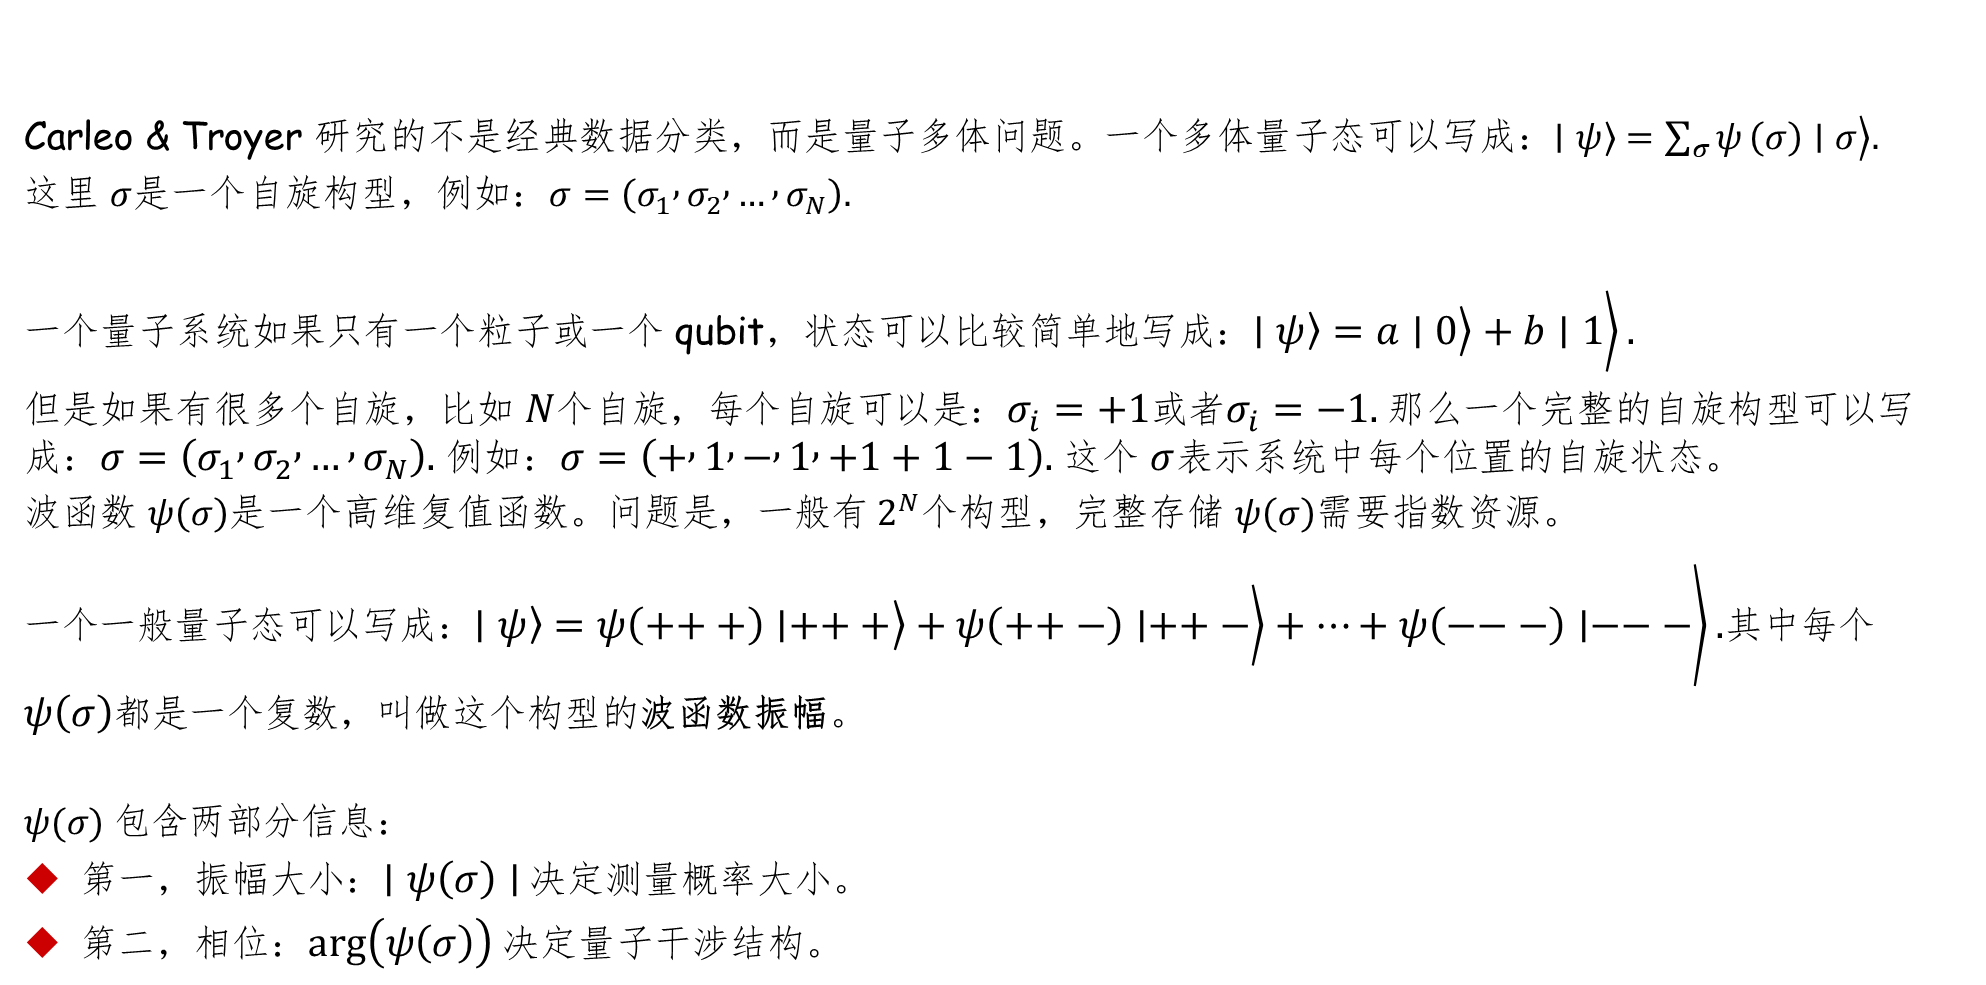 Carleo & Troyer 研究的不是经典数据分类，而是量子多体问题。一个多体量子态可以写成：∣ψ⟩ = ∑σ ψ (σ)∣σ⟩.
这里 σ是一个自旋构型，例如：σ = (σ₁, σ₂, … , σ_N).
一个量子系统如果只有一个粒子或一个 qubit，状态可以比较简单地写成：∣ψ⟩ = a∣0⟩ + b∣1⟩.
但是如果有很多个自旋，比如 N个自旋，每个自旋可以是：σᵢ = +1或者σᵢ = −1. 那么一个完整的自旋构型可以写
成：σ = (σ₁, σ₂, … , σ_N). 例如：σ = (+, 1, −, 1, +1 + 1 − 1). 这个 σ表示系统中每个位置的自旋状态。
波函数 ψ(σ)是一个高维复值函数。问题是，一般有 2ᴺ个构型，完整存储 ψ(σ)需要指数资源。
一个一般量子态可以写成：∣ψ⟩ = ψ(++ +) |++ +⟩ + ψ(++ −) |++ −⟩ + ⋯ + ψ(−− −) |−− −⟩ .其中每个
ψ(σ)都是一个复数，叫做这个构型的波函数振幅。
ψ(σ) 包含两部分信息：
◆ 第一，振幅大小：∣ψ(σ)∣决定测量概率大小。
◆ 第二，相位：arg(ψ(σ)) 决定量子干涉结构。